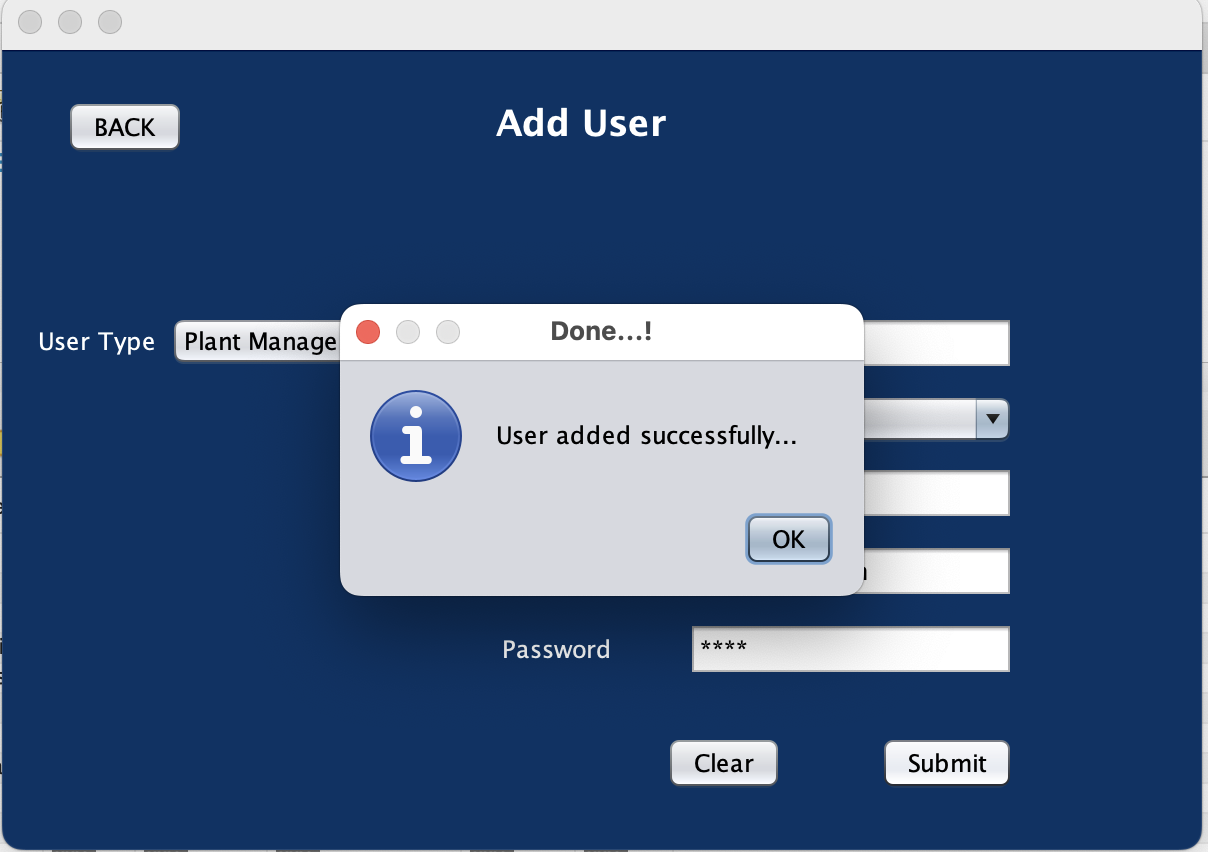 BACK
Add User
User Type
Plant Manage
Done...!
User added successfully...
OK
Password
****
Clear
Submit